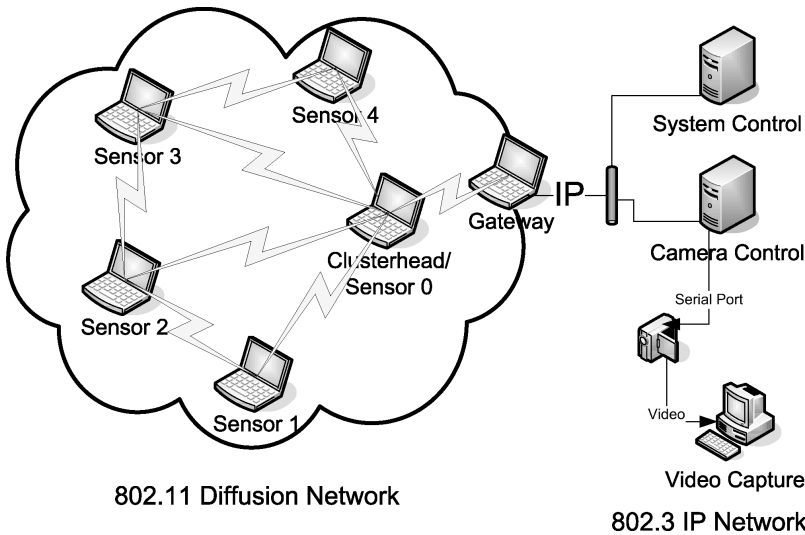 Sensor 4
System Control
Sensor 3
IP
Gateway
Camera Control
Clusterhead/
Sensor 0
Serial Port
Sensor 2
Sensor 1
Video
Video Capture
802.11 Diffusion Network
802.3 IP Network